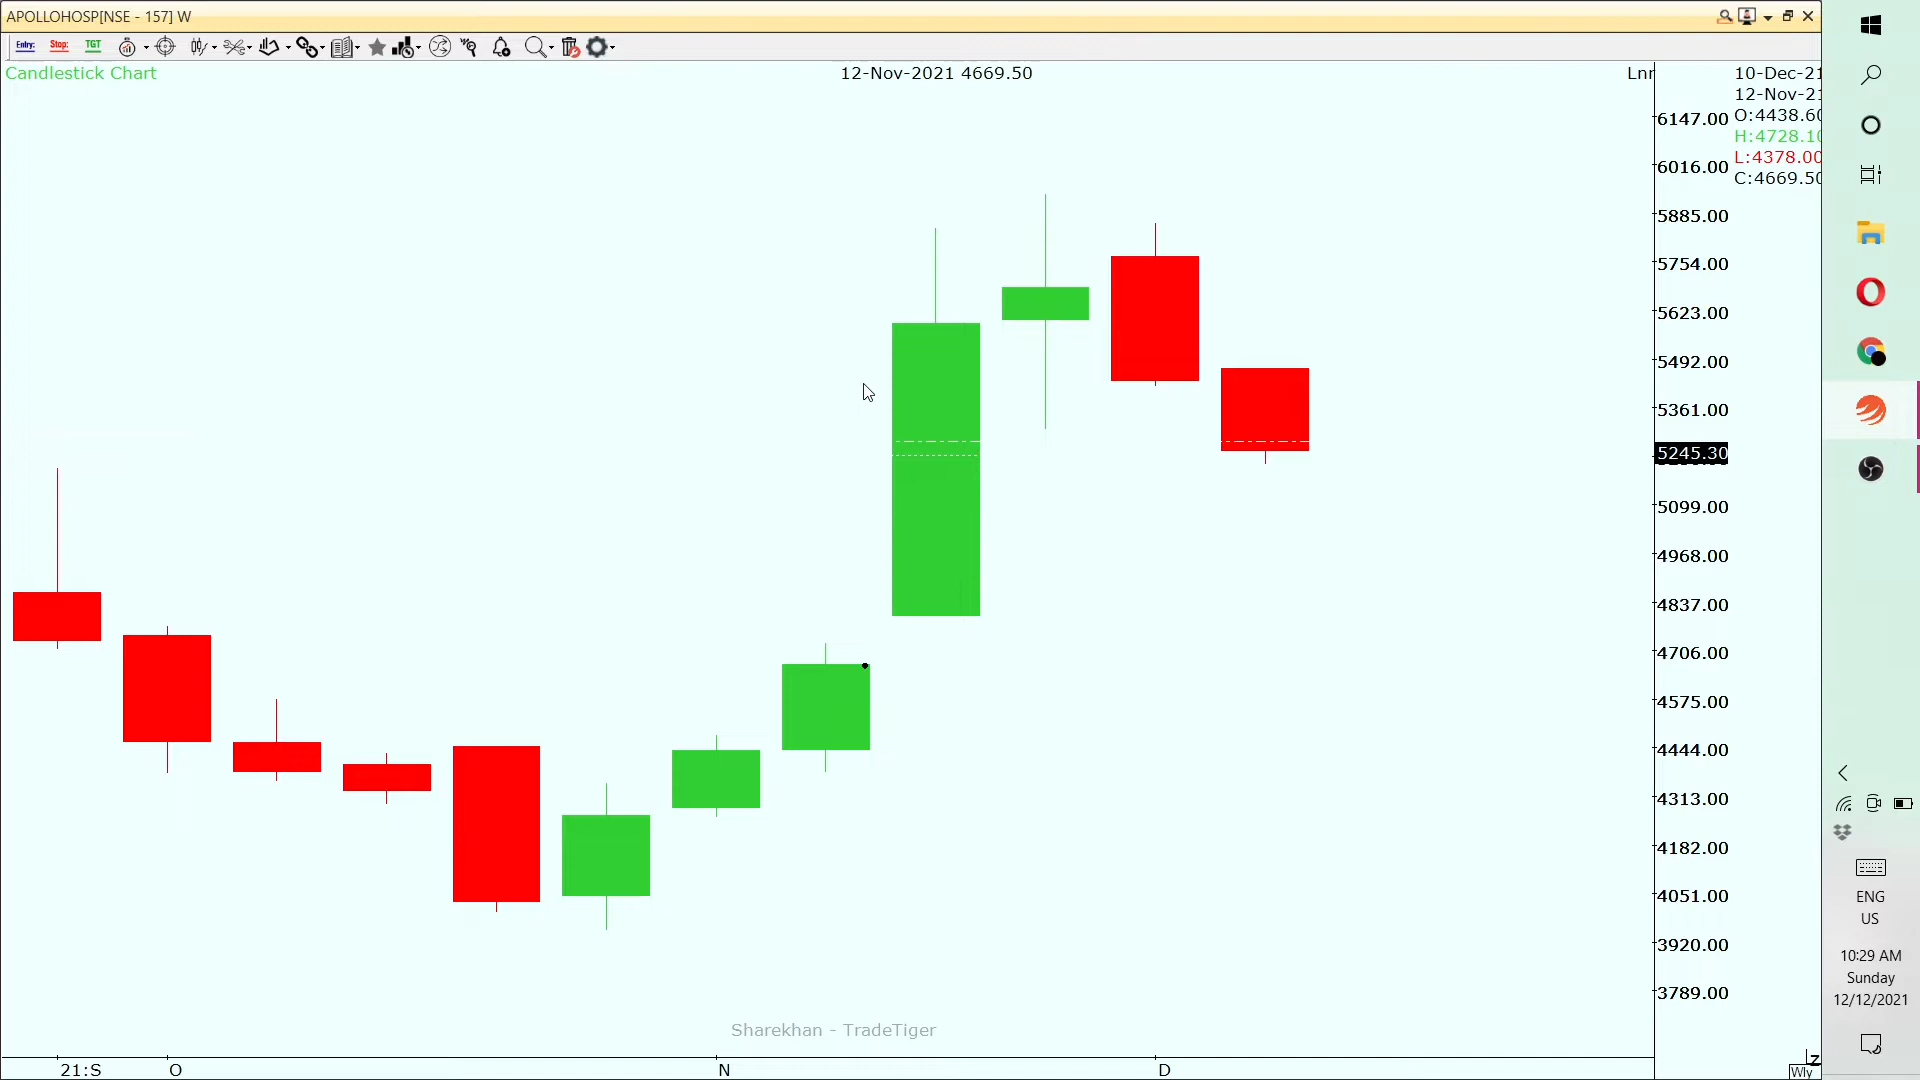 APOLLOHOSP[NSE - 157] W
Entry:
Stop:
TGT
Candlestick Chart
12-Nov-2021 4669.50
Lnr
10-Dec-21
12-Nov-21
O:4438.60
H:4728.10
L:4378.00
C:4669.50
6147.00
6016.00
5885.00
5754.00
5623.00
5492.00
5361.00
5245.30
5099.00
4968.00
4837.00
4706.00
4575.00
4444.00
4313.00
4182.00
4051.00
3920.00
3789.00
Sharekhan - TradeTiger
21:S
O
N
D
Z
Wly
ENG
US
10:29 AM
Sunday
12/12/2021